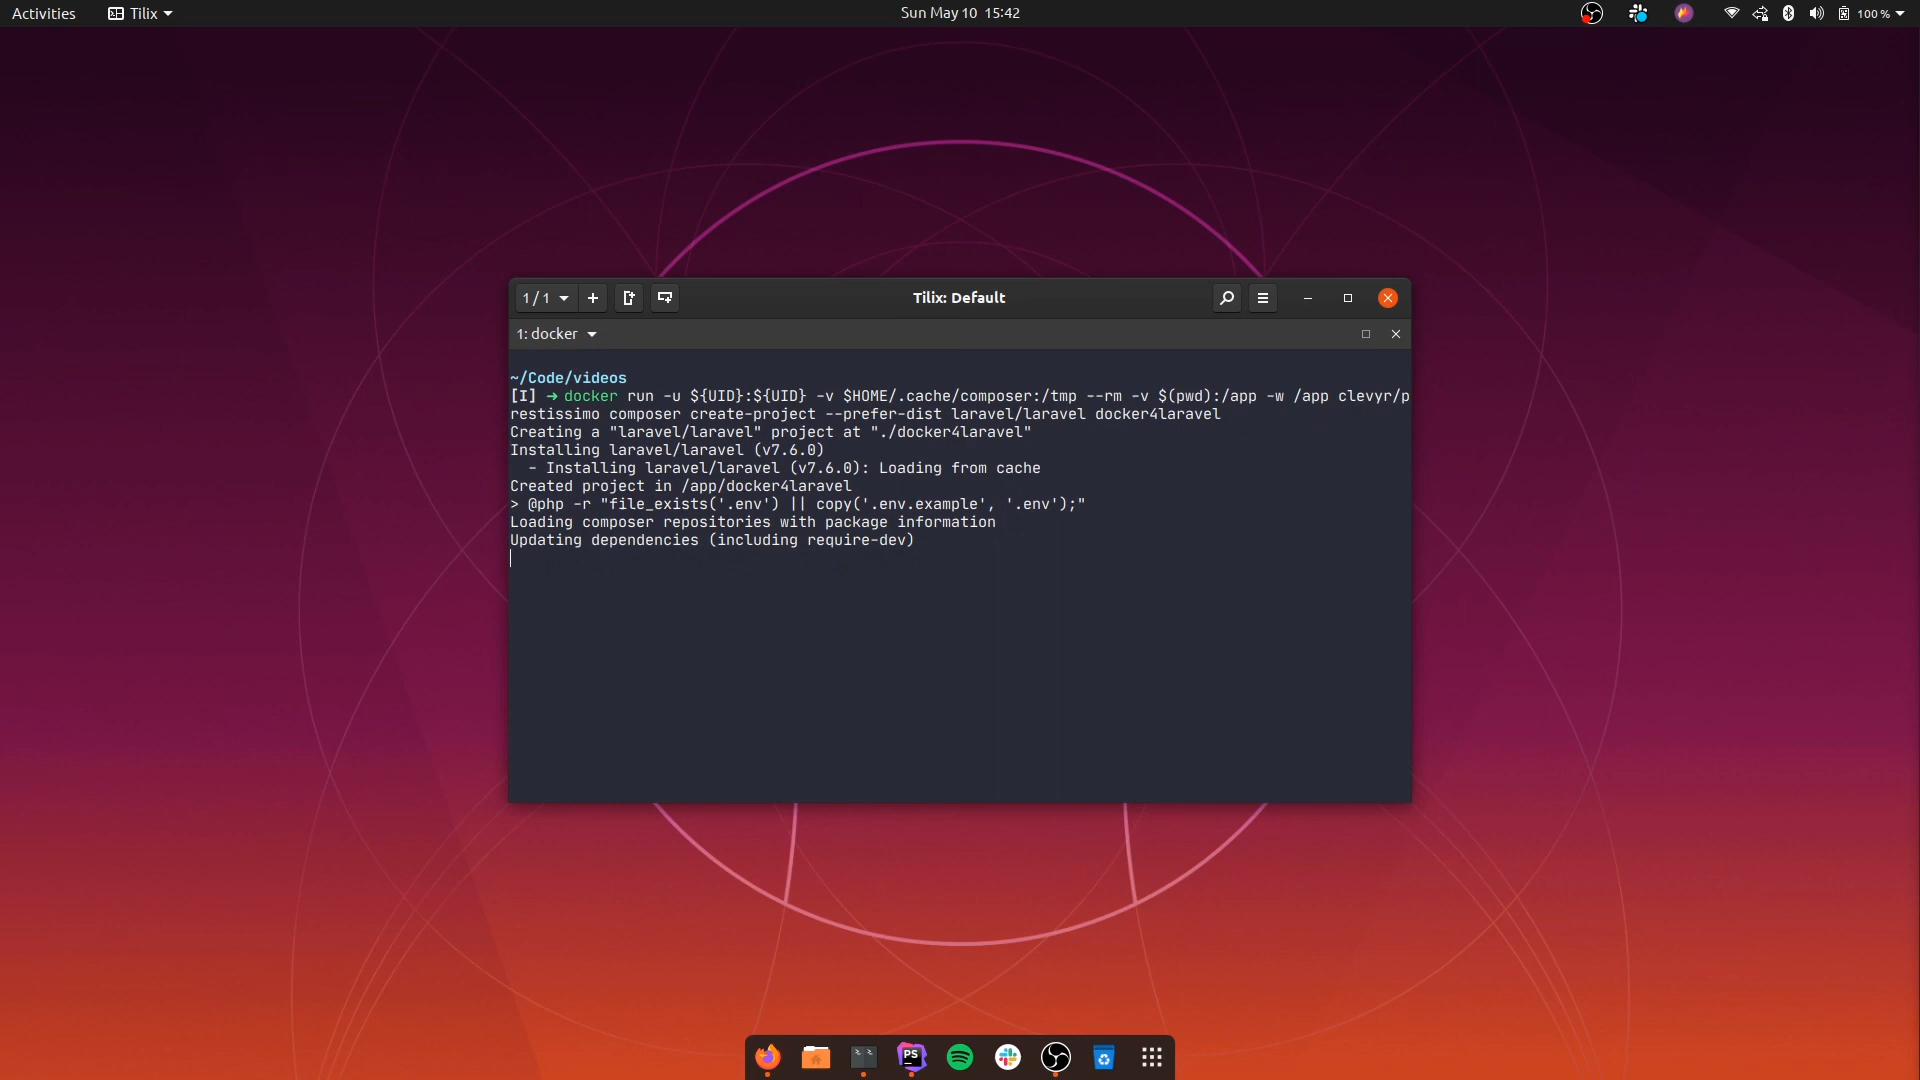 Activities Tilix Sun May 10 15:42 100 %
1 / 1 Tilix: Default
1: docker
~/Code/videos
[I] ➜ docker run -u ${UID}:${UID} -v $HOME/.cache/composer:/tmp --rm -v $(pwd):/app -w /app clevyr/p
restissimo composer create-project --prefer-dist laravel/laravel docker4laravel
Creating a "laravel/laravel" project at "./docker4laravel"
Installing laravel/laravel (v7.6.0)
- Installing laravel/laravel (v7.6.0): Loading from cache
Created project in /app/docker4laravel
> @php -r "file_exists('.env') || copy('.env.example', '.env');"
Loading composer repositories with package information
Updating dependencies (including require-dev)
PS